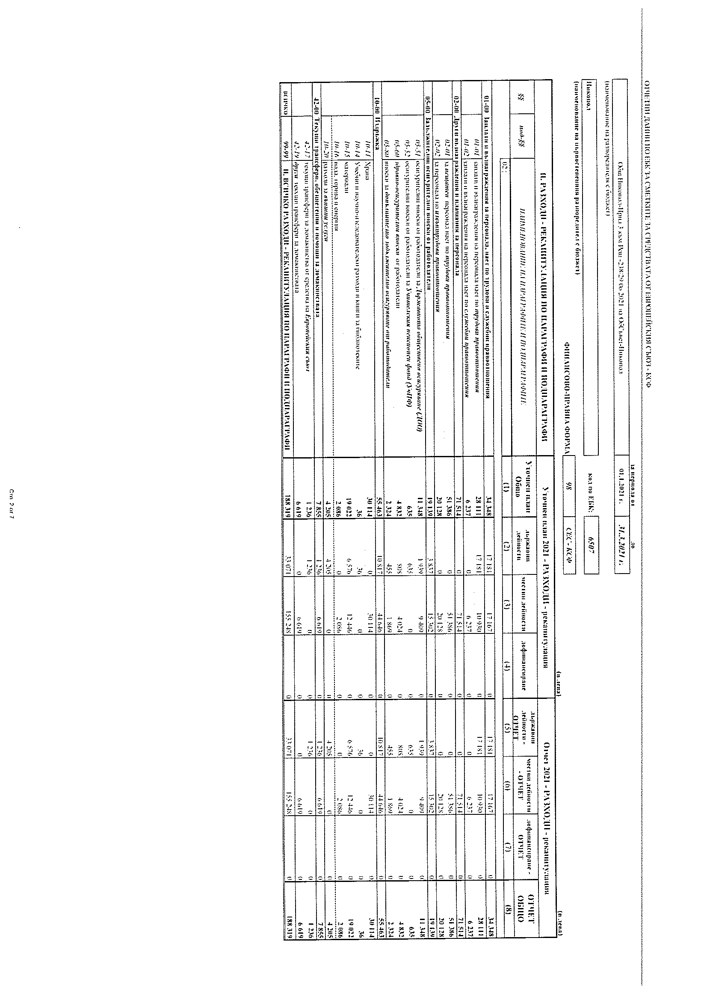 ОТЧЕТНИ ДАННИ ПО ЕБК ЗА СМЕТКИТЕ ЗА СРЕДСТВАТА ОТ ЕВРОПЕЙСКИЯ СЪЮЗ - КСФ
за периода от до
Общ Никопол-Прил 3 към Реш -238/29 06 2021 на ОбСъвет-Никопол 01.1.2021 г. 31.3.2021 г.
(наименование на разпоредителя с бюджет)
Никопол код по ЕБК: 6507
(наименование на първостепенния разпоредител с бюджет)
ФИНАНСОВО-ПРАВНА ФОРМА 98 СЕС - КСФ
(в лева) (в лева)
II. РАЗХОДИ - РЕКАПИТУЛАЦИЯ ПО ПАРАГРАФИ И ПОДПАРАГРАФИ Уточнен план 2021 - РАЗХОДИ - рекапитулация Отчет 2021 - РАЗХОДИ - рекапитулация
§§ под-§§ НАИМЕНОВАНИЕ НА ПАРАГРАФИТЕ И ПОДПАРАГРАФИТЕ Уточнен план Общо държавни дейности местни дейности дофинансиране държавни дейности - ОТЧЕТ местни дейности - ОТЧЕТ дофинансиране - ОТЧЕТ ОТЧЕТ ОБЩО
(1) (2) (3) (4) (5) (6) (7) (8)
01-00 Заплати и възнаграждения за персонала, нает по трудови и служебни правоотношения 34 348 17 181 17 167 0 17 181 17 167 0 34 348
01-01 заплати и възнаграждения на персонала нает по трудови правоотношения 28 111 17 181 10 930 0 17 181 10 930 0 28 111
01-02 заплати и възнаграждения на персонала нает по служебни правоотношения 6 237 0 6 237 0 0 6 237 0 6 237
02-00 Други възнаграждения и плащания за персонала 71 514 0 71 514 0 0 71 514 0 71 514
02-01 за нещатен персонал нает по трудови правоотношения 51 386 0 51 386 0 0 51 386 0 51 386
02-02 за персонала по извънтрудови правоотношения 20 128 0 20 128 0 0 20 128 0 20 128
05-00 Задължителни осигурителни вноски от работодатели 19 139 3 837 15 302 0 3 837 15 302 0 19 139
05-51 осигурителни вноски от работодатели за Държавното обществено осигуряване (ДОО) 11 348 1 939 9 409 0 1 939 9 409 0 11 348
05-52 осигурителни вноски от работодатели за Учителския пенсионен фонд (УчПФ) 635 635 0 0 635 0 0 635
05-60 здравно-осигурителни вноски от работодатели 4 832 808 4 024 0 808 4 024 0 4 832
05-80 вноски за допълнително задължително осигуряване от работодатели 2 324 455 1 869 0 455 1 869 0 2 324
10-00 Издръжка 55 463 10 817 44 646 0 10 817 44 646 0 55 463
10-11 Храна 30 114 0 30 114 0 0 30 114 0 30 114
10-14 Учебни и научно-изследователски разходи и книги за библиотеките 36 36 0 0 36 0 0 36
10-15 материали 19 022 6 576 12 446 0 6 576 12 446 0 19 022
10-16 вода, горива и енергия 2 086 0 2 086 0 0 2 086 0 2 086
10-20 разходи за външни услуги 4 205 4 205 0 0 4 205 0 0 4 205
42-00 Текущи трансфери, обезщетения и помощи за домакинствата 7 855 1 236 6 619 0 1 236 6 619 0 7 855
42-17 текущи трансфери за домакинства от средства на Европейския съюз 1 236 1 236 0 0 1 236 0 0 1 236
42-19 други текущи трансфери за домакинствата 6 619 0 6 619 0 0 6 619 0 6 619
всичко 99-99 II. ВСИЧКО РАЗХОДИ - РЕКАПИТУЛАЦИЯ ПО ПАРАГРАФИ И ПОДПАРАГРАФИ 188 319 33 071 155 248 0 33 071 155 248 0 188 319
Стр. 2 от 7